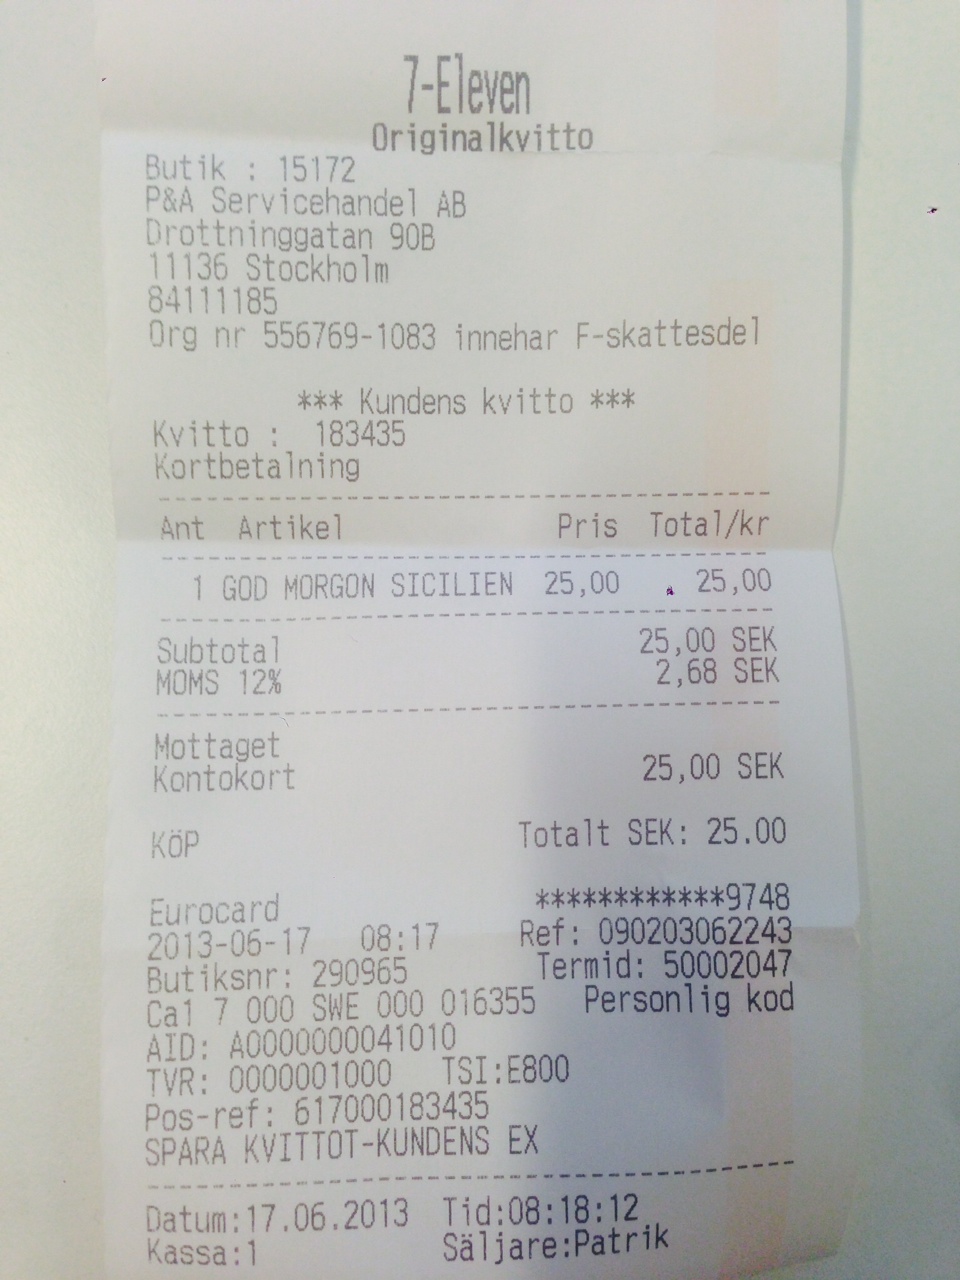 7-Eleven
Originalkvitto
Butik : 15172
P&A Servicehandel AB
Drottninggatan 90B
11136 Stockholm
84111185
Org nr 556769-1083 innehar F-skattesdel
*** Kundens kvitto ***
Kvitto : 183435
Kortbetalning
Ant Artikel Pris Total/kr
1 GOD MORGON SICILIEN 25,00 25,00
Subtotal 25,00 SEK
MOMS 12% 2,68 SEK
Mottaget
Kontokort 25,00 SEK
KÖP Totalt SEK: 25.00
Eurocard ************9748
2013-06-17 08:17 Ref: 090203062243
Butiksnr: 290965 Termid: 50002047
Ca1 7 000 SWE 000 016355 Personlig kod
AID: A0000000041010
TVR: 0000001000 TSI:E800
Pos-ref: 617000183435
SPARA KVITTOT-KUNDENS EX
Datum:17.06.2013 Tid:08:18:12
Kassa:1 Säljare:Patrik